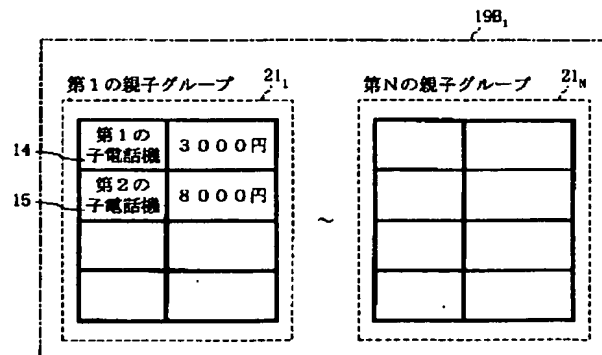 19B₁
第1の親子グループ 21₁ 第Nの親子グループ 21N
14 第1の
子電話機 3000円
15 第2の
子電話機 8000円
~